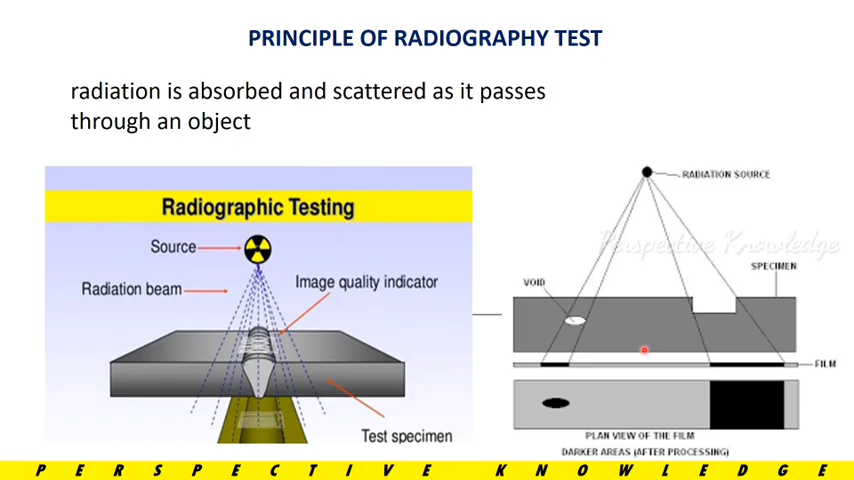 PRINCIPLE OF RADIOGRAPHY TEST
radiation is absorbed and scattered as it passes
through an object
Radiographic Testing
Source
Radiation beam
Image quality indicator
Test specimen
RADIATION SOURCE
Perspective Knowledge
SPECIMEN
VOID
FILM
PLAN VIEW OF THE FILM
DARKER AREAS (AFTER PROCESSING)
PERSPECTIVE KNOWLEDGE